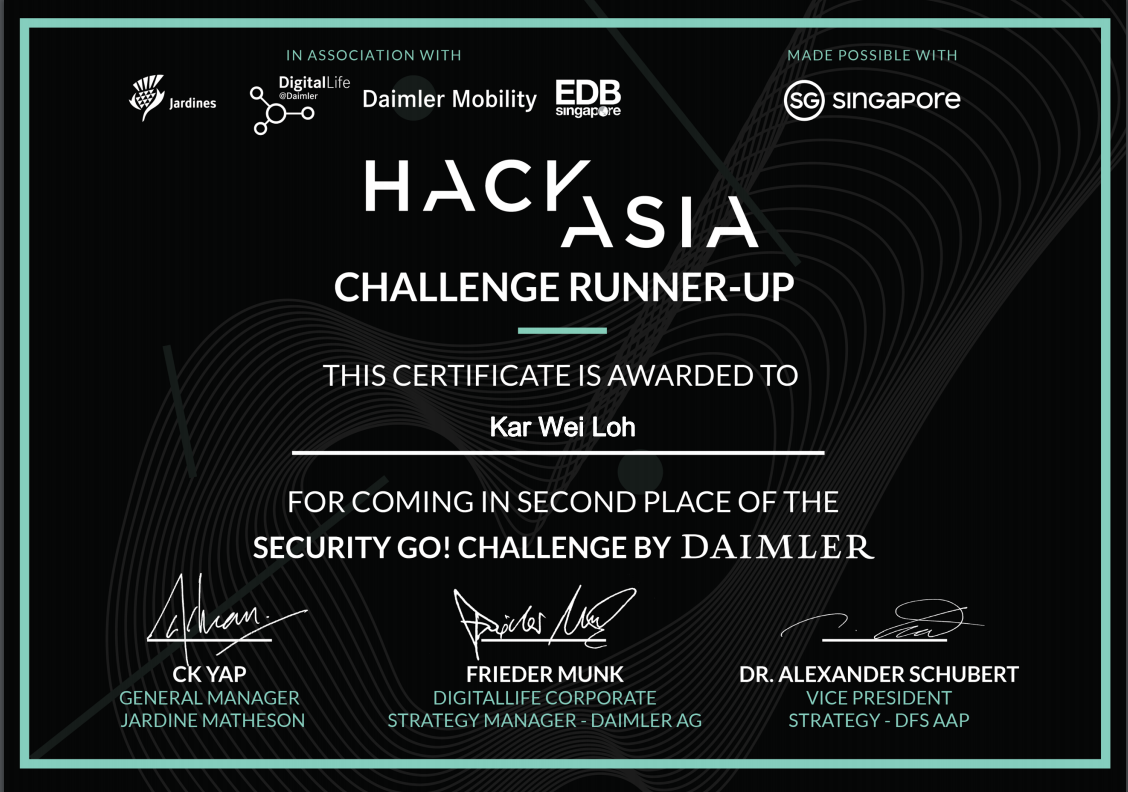 IN ASSOCIATION WITH
MADE POSSIBLE WITH
Jardines
DigitalLife
@Daimler
Daimler Mobility
EDB
singapore
SG SINGAPORE
HACK
ASIA
CHALLENGE RUNNER-UP
THIS CERTIFICATE IS AWARDED TO
Kar Wei Loh
FOR COMING IN SECOND PLACE OF THE
SECURITY GO! CHALLENGE BY DAIMLER
CK YAP
GENERAL MANAGER
JARDINE MATHESON
FRIEDER MUNK
DIGITALLIFE CORPORATE
STRATEGY MANAGER - DAIMLER AG
DR. ALEXANDER SCHUBERT
VICE PRESIDENT
STRATEGY - DFS AAP